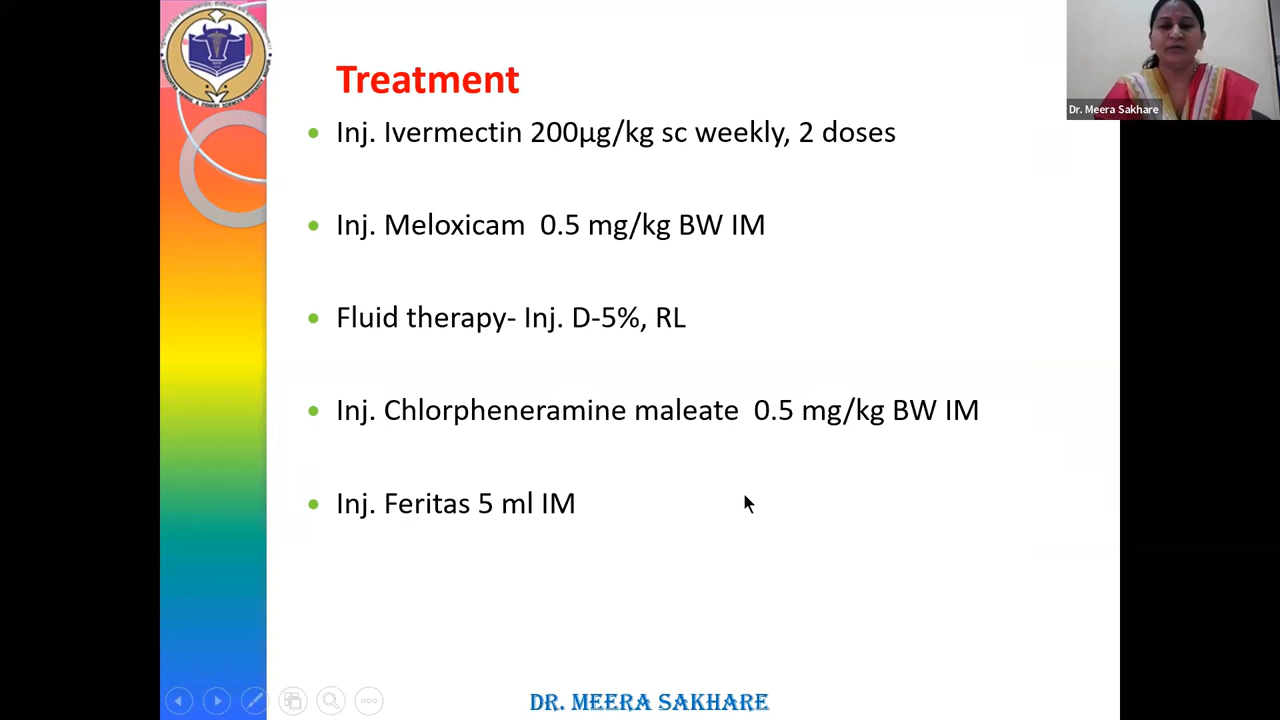 Treatment
Inj. Ivermectin 200µg/kg sc weekly, 2 doses
Inj. Meloxicam 0.5 mg/kg BW IM
Fluid therapy- Inj. D-5%, RL
Inj. Chlorpheneramine maleate 0.5 mg/kg BW IM
Inj. Feritas 5 ml IM
DR. MEERA SAKHARE
Dr. Meera Sakhare